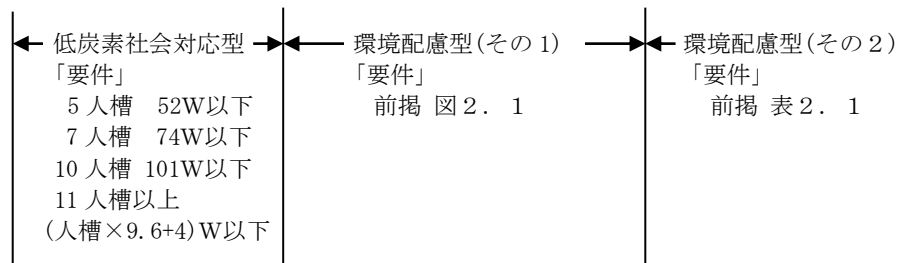 低炭素社会対応型 環境配慮型(その1) 環境配慮型(その２)
「要件」 「要件」 「要件」
5人槽 52W以下 前掲 図２．１ 前掲 表２．１
7人槽 74W以下
10人槽 101W以下
11人槽以上
(人槽×9.6+4)W以下